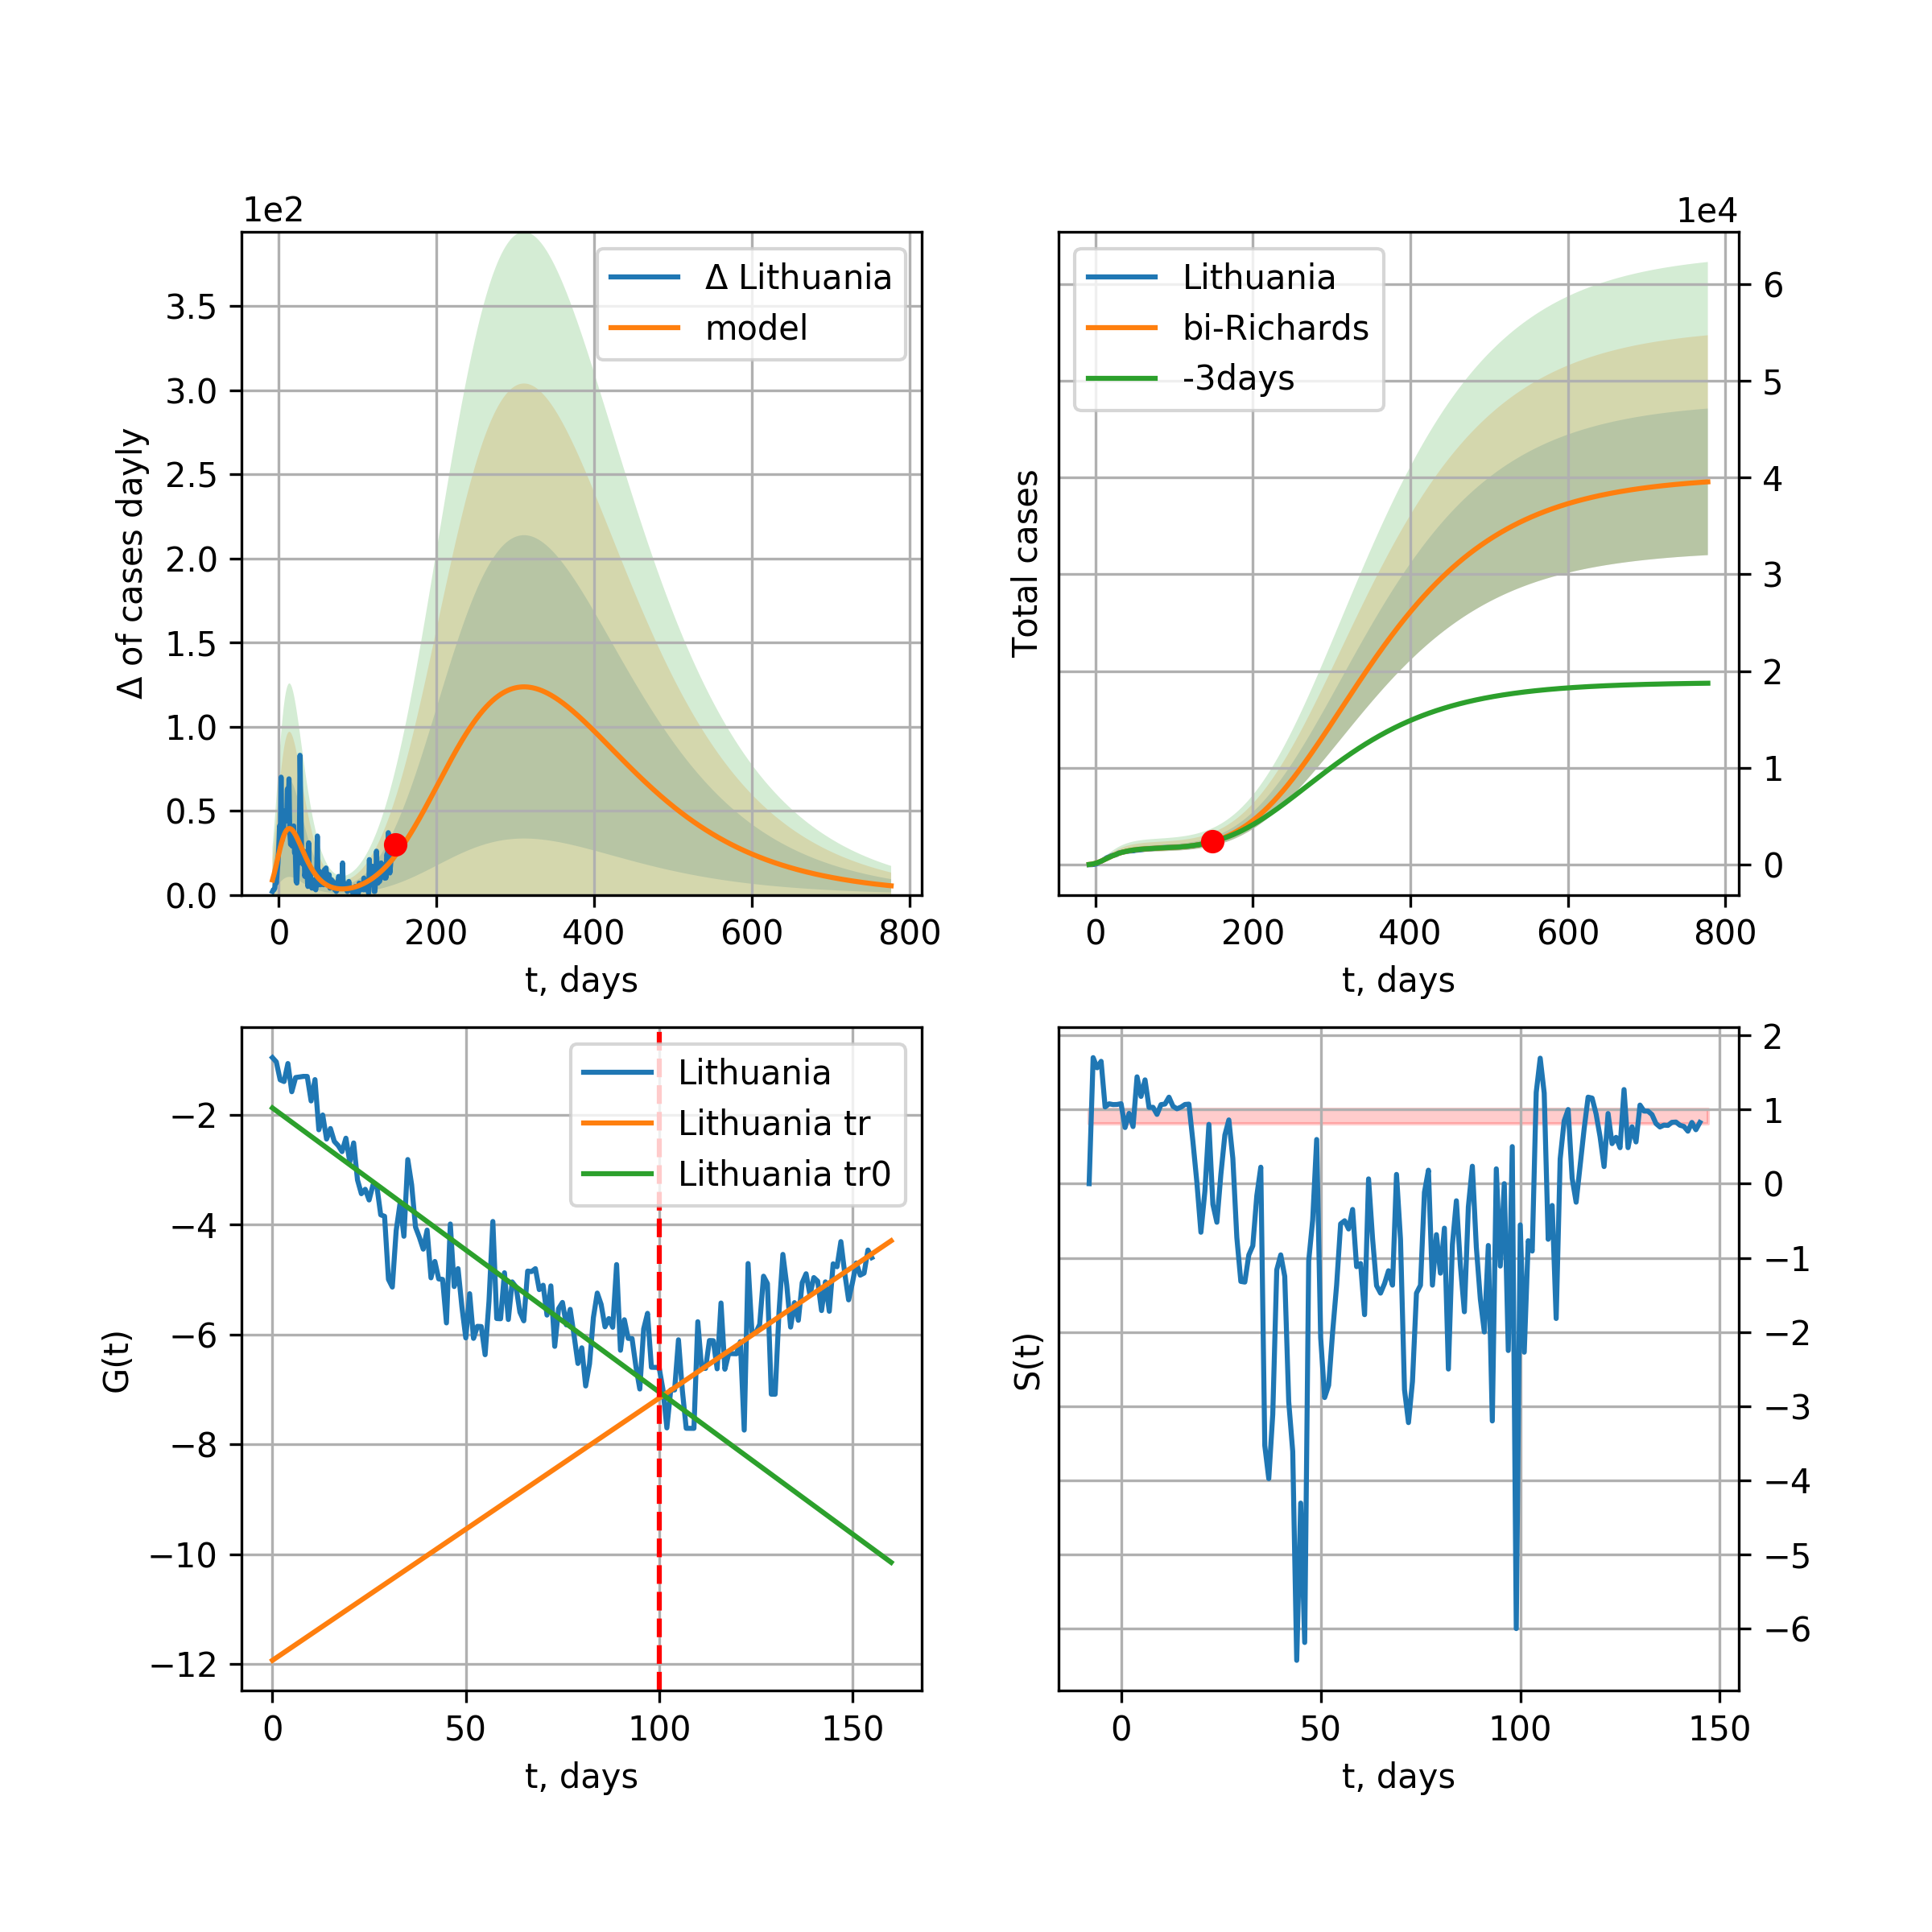 1e2
Δ Lithuania
model
3.5
3.0
2.5
2.0
1.5
1.0
0.5
0.0
Δ of cases dayly
0 200 400 600 800
t, days
1e4
Lithuania
bi-Richards
-3days
6
5
4
3
2
1
0
Total cases
0 200 400 600 800
t, days
Lithuania
Lithuania tr
Lithuania tr0
−2
−4
−6
−8
−10
−12
G(t)
0 50 100 150
t, days
2
1
0
−1
−2
−3
−4
−5
−6
S(t)
0 50 100 150
t, days